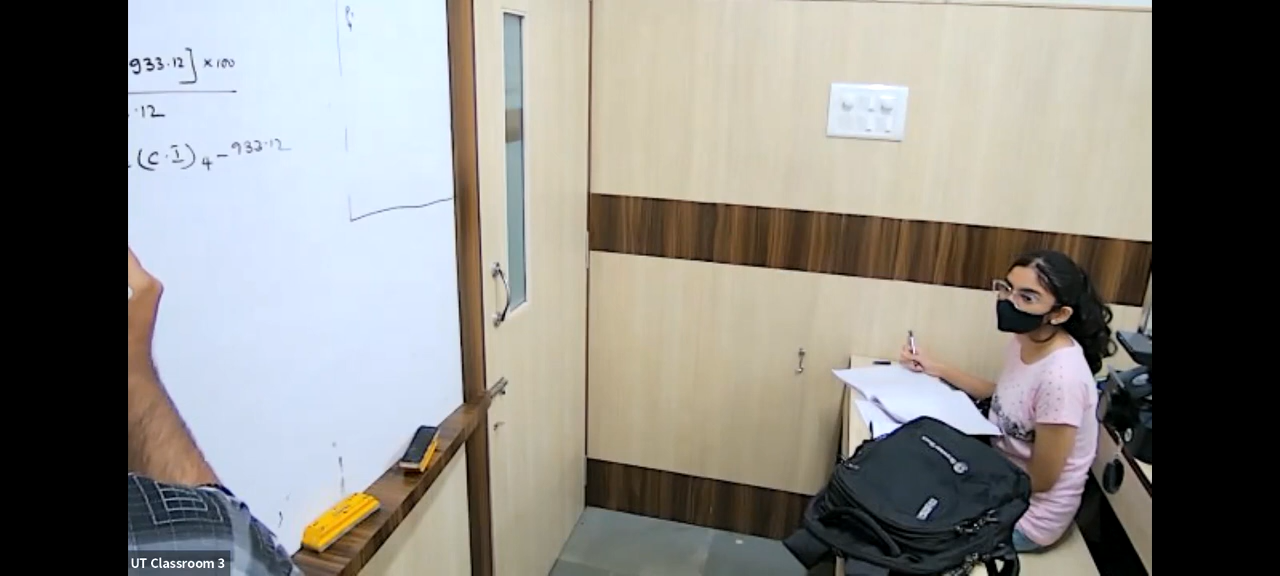 933.12] × 100
.12
(C.I)4 - 933.12
UT Classroom 3